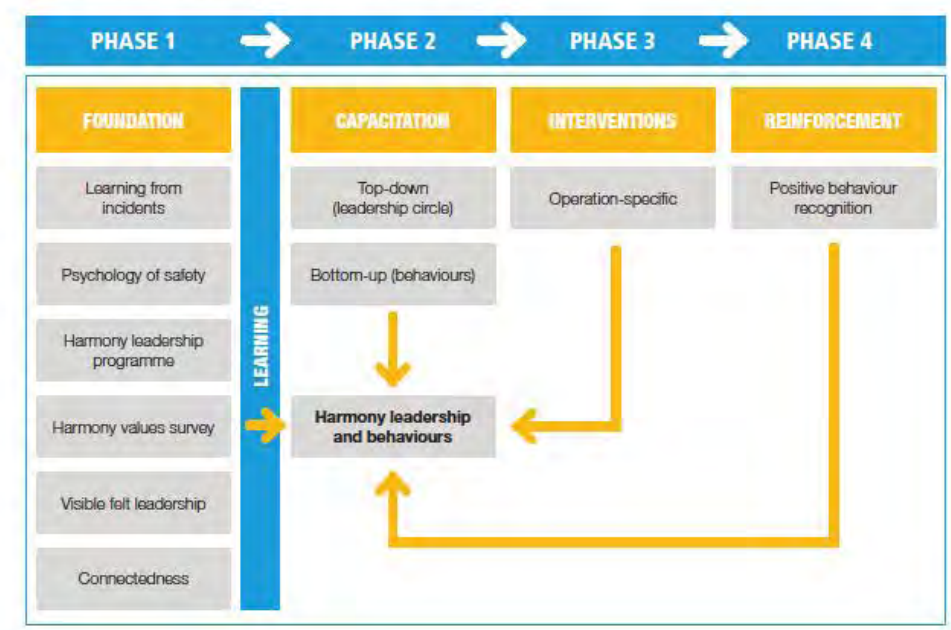 PHASE 1
PHASE 2
PHASE 3
PHASE 4
FOUNDATION
Learning from
incidents
Psychology of safety
Harmony leadership
programme
Harmony values survey
Visible felt leadership
Connectedness
LEARNING
CAPACITATION
Top-down
(leadership circle)
Bottom-up (behaviours)
Harmony leadership
and behaviours
INTERVENTIONS
Operation-specific
REINFORCEMENT
Positive behaviour
recognition